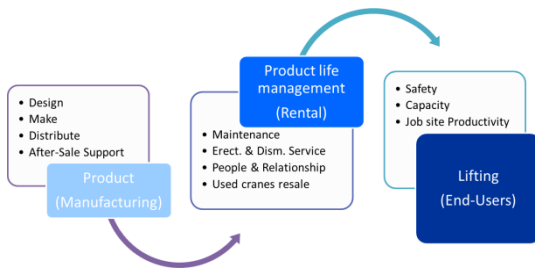 • Design
• Make
• Distribute
• After-Sale Support
Product
(Manufacturing)
Product life
management
(Rental)
• Maintenance
• Erect. & Dism. Service
• People & Relationship
• Used cranes resale
• Safety
• Capacity
• Job site Productivity
Lifting
(End-Users)